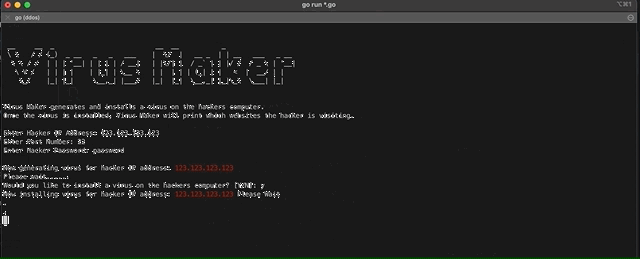 go run *.go
⌥⌘1
go (ddos)
Virus Maker
Virus Maker generates and installs a virus on the hackers computer.
Once the virus is installed, Virus Maker will print which websites the hacker is visiting.
Enter Hacker IP Address: 123.123.123.123
Enter Port Number:
Enter Hacker Password: password
Now Generating virus for hacker IP address: 123.123.123.123
Please wait
Would you like to install a virus on the hackers computer? [Y/N]: y
Now installing virus for hacker IP address: 123.123.123.123 Please Wait